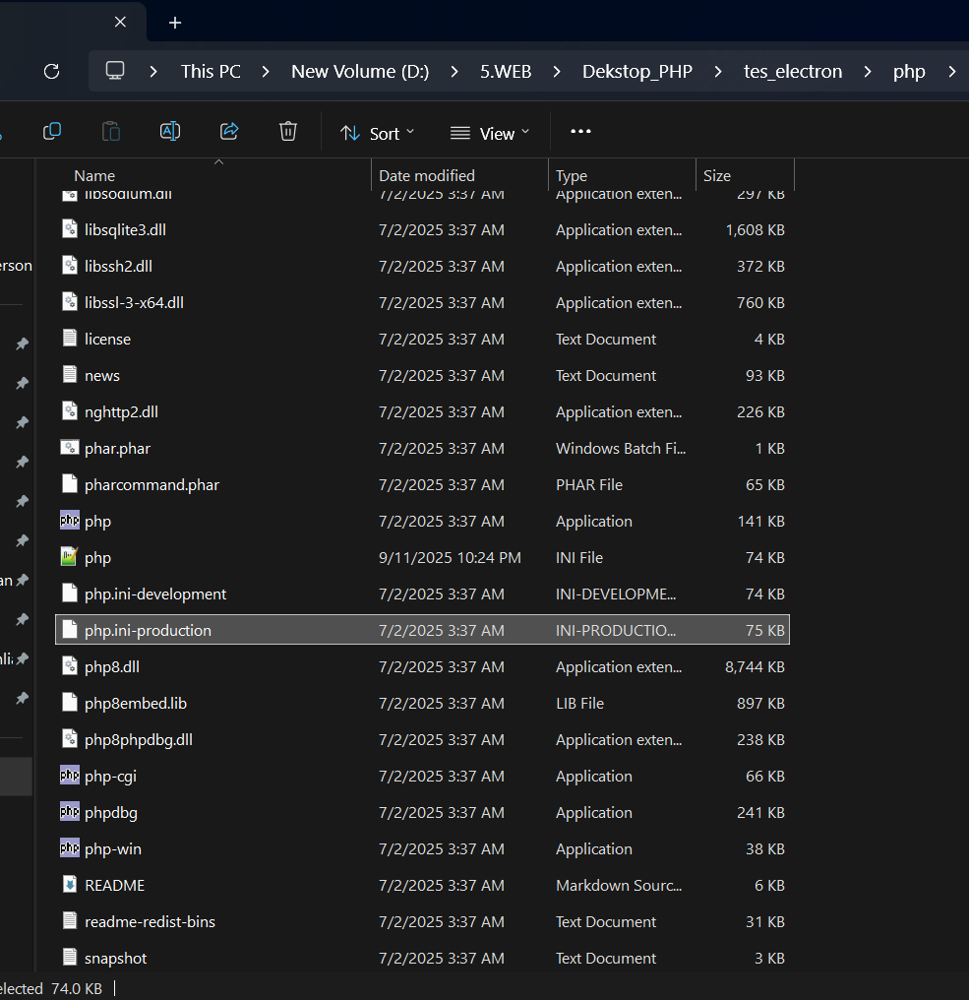 This PC > New Volume (D:) > 5.WEB > Dekstop_PHP > tes_electron > php >
Sort View
Name Date modified Type Size
libsodium.dll 7/2/2025 3:37 AM Application exten... 297 KB
libsqlite3.dll 7/2/2025 3:37 AM Application exten... 1,608 KB
libssh2.dll 7/2/2025 3:37 AM Application exten... 372 KB
libssl-3-x64.dll 7/2/2025 3:37 AM Application exten... 760 KB
license 7/2/2025 3:37 AM Text Document 4 KB
news 7/2/2025 3:37 AM Text Document 93 KB
nghttp2.dll 7/2/2025 3:37 AM Application exten... 226 KB
phar.phar 7/2/2025 3:37 AM Windows Batch Fi... 1 KB
pharcommand.phar 7/2/2025 3:37 AM PHAR File 65 KB
php php 7/2/2025 3:37 AM Application 141 KB
php 9/11/2025 10:24 PM INI File 74 KB
php.ini-development 7/2/2025 3:37 AM INI-DEVELOPME... 74 KB
php.ini-production 7/2/2025 3:37 AM INI-PRODUCTIO... 75 KB
php8.dll 7/2/2025 3:37 AM Application exten... 8,744 KB
php8embed.lib 7/2/2025 3:37 AM LIB File 897 KB
php8phpdbg.dll 7/2/2025 3:37 AM Application exten... 238 KB
php php-cgi 7/2/2025 3:37 AM Application 66 KB
php phpdbg 7/2/2025 3:37 AM Application 241 KB
php php-win 7/2/2025 3:37 AM Application 38 KB
README 7/2/2025 3:37 AM Markdown Sourc... 6 KB
readme-redist-bins 7/2/2025 3:37 AM Text Document 31 KB
snapshot 7/2/2025 3:37 AM Text Document 3 KB
erson
an
nli
elected 74.0 KB